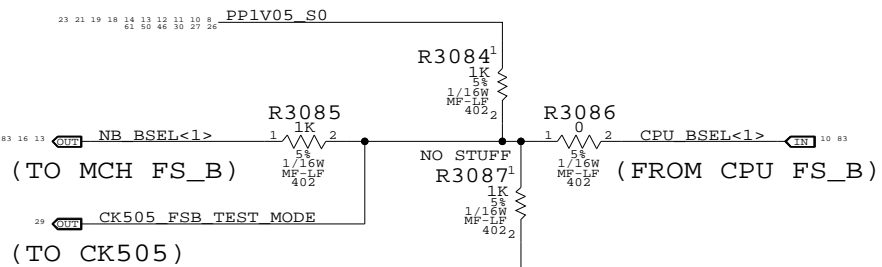 23 21 19 18 14 13 12 11 10 8 PP1V05_S0
61 50 46 30 27 26
R3084 1
1K
5%
1/16W
MF-LF
402 2
R3085
1K
1 2
5%
1/16W
MF-LF
402
R3086
0
1 2
5%
1/16W
MF-LF
402
83 16 13 OUT NB_BSEL<1>
CPU_BSEL<1> IN 10 83
(TO MCH FS_B)
NO STUFF
(FROM CPU FS_B)
R3087 1
1K
5%
1/16W
MF-LF
402 2
29 OUT CK505_FSB_TEST_MODE
(TO CK505)